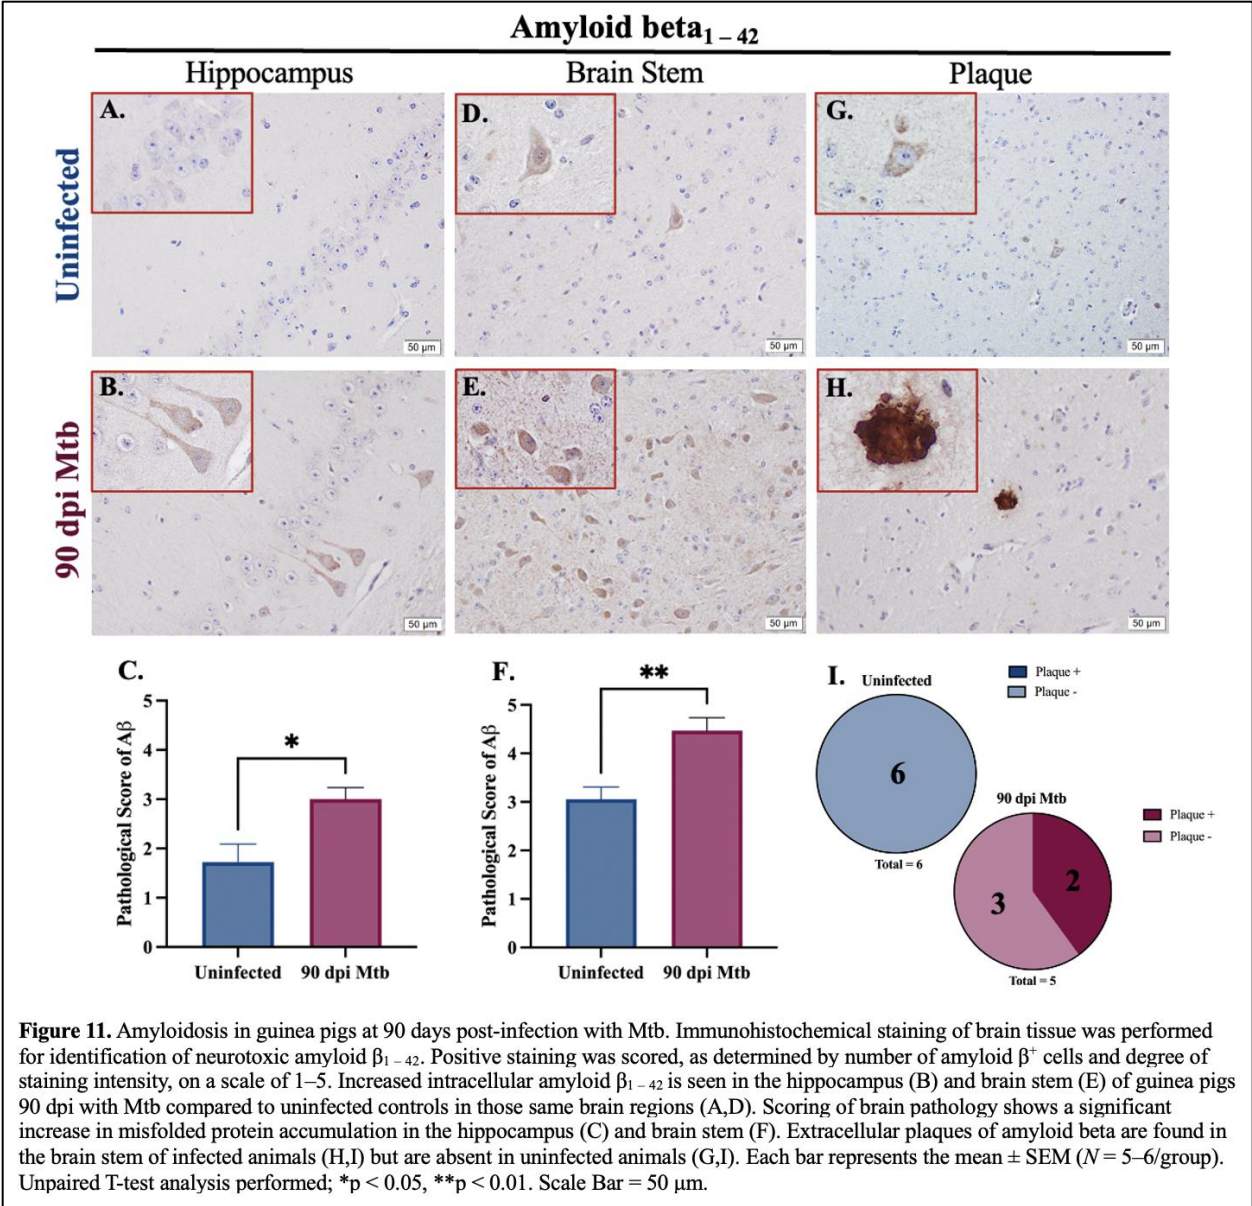 Amyloid beta₁₋₄₂
Hippocampus
Brain Stem
Plaque
Uninfected
90 dpi Mtb
A.
50 µm
D.
50 µm
G.
50 µm
B.
50 µm
E.
50 µm
H.
50 µm
C.
Pathological Score of Aβ
5
4
3
2
1
0
*
Uninfected
90 dpi Mtb
F.
Pathological Score of Aβ
5
4
3
2
1
0
**
Uninfected
90 dpi Mtb
I.
Uninfected
Plaque +
Plaque -
6
Total = 6
90 dpi Mtb
Plaque +
Plaque -
3
2
Total = 5
Figure 11. Amyloidosis in guinea pigs at 90 days post-infection with Mtb. Immunohistochemical staining of brain tissue was performed
for identification of neurotoxic amyloid β₁₋₄₂. Positive staining was scored, as determined by number of amyloid β⁺ cells and degree of
staining intensity, on a scale of 1–5. Increased intracellular amyloid β₁₋₄₂ is seen in the hippocampus (B) and brain stem (E) of guinea pigs
90 dpi with Mtb compared to uninfected controls in those same brain regions (A,D). Scoring of brain pathology shows a significant
increase in misfolded protein accumulation in the hippocampus (C) and brain stem (F). Extracellular plaques of amyloid beta are found in
the brain stem of infected animals (H,I) but are absent in uninfected animals (G,I). Each bar represents the mean ± SEM (N = 5–6/group).
Unpaired T-test analysis performed; *p < 0.05, **p < 0.01. Scale Bar = 50 µm.